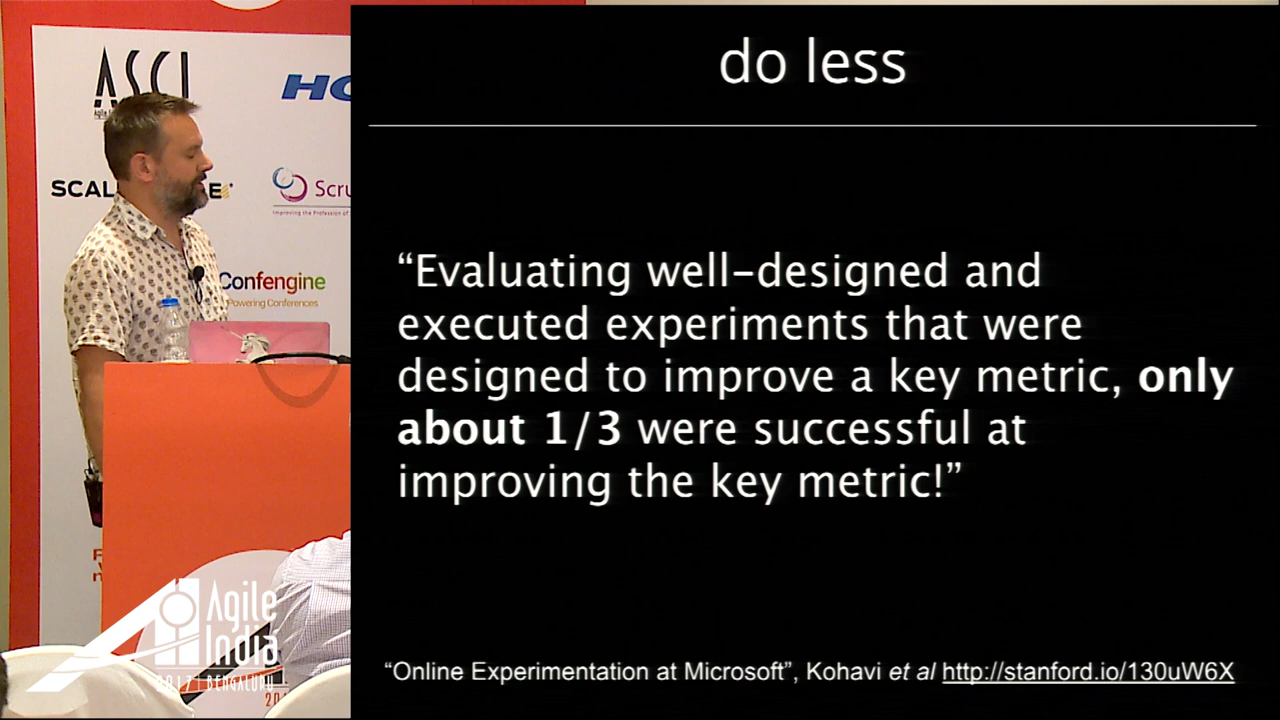 do less
“Evaluating well-designed and
executed experiments that were
designed to improve a key metric, only
about 1/3 were successful at
improving the key metric!”
“Online Experimentation at Microsoft”, Kohavi et al http://stanford.io/130uW6X
ASCI
Confengine
Powering Conferences
Agile
India
2017 | BENGALURU